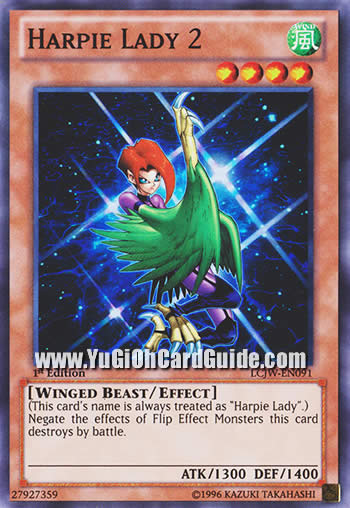 Harpie Lady 2
WIND
風
www.YuGiohCardGuide.com
1st Edition
LCJW-EN091
[Winged Beast/Effect]
(This card's name is always treated as "Harpie Lady".)
Negate the effects of Flip Effect Monsters this card
destroys by battle.
ATK/1300 DEF/1400
27927359
©1996 KAZUKI TAKAHASHI